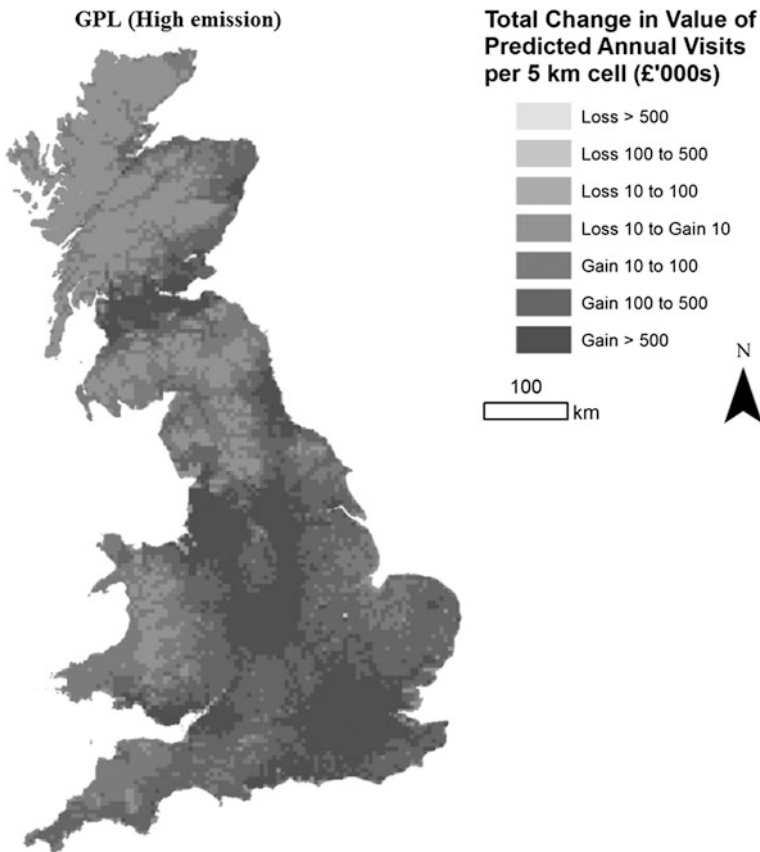 GPL (High emission)
Total Change in Value of
Predicted Annual Visits
per 5 km cell (£'000s)
Loss > 500
Loss 100 to 500
Loss 10 to 100
Loss 10 to Gain 10
Gain 10 to 100
Gain 100 to 500
Gain > 500
100
km
N